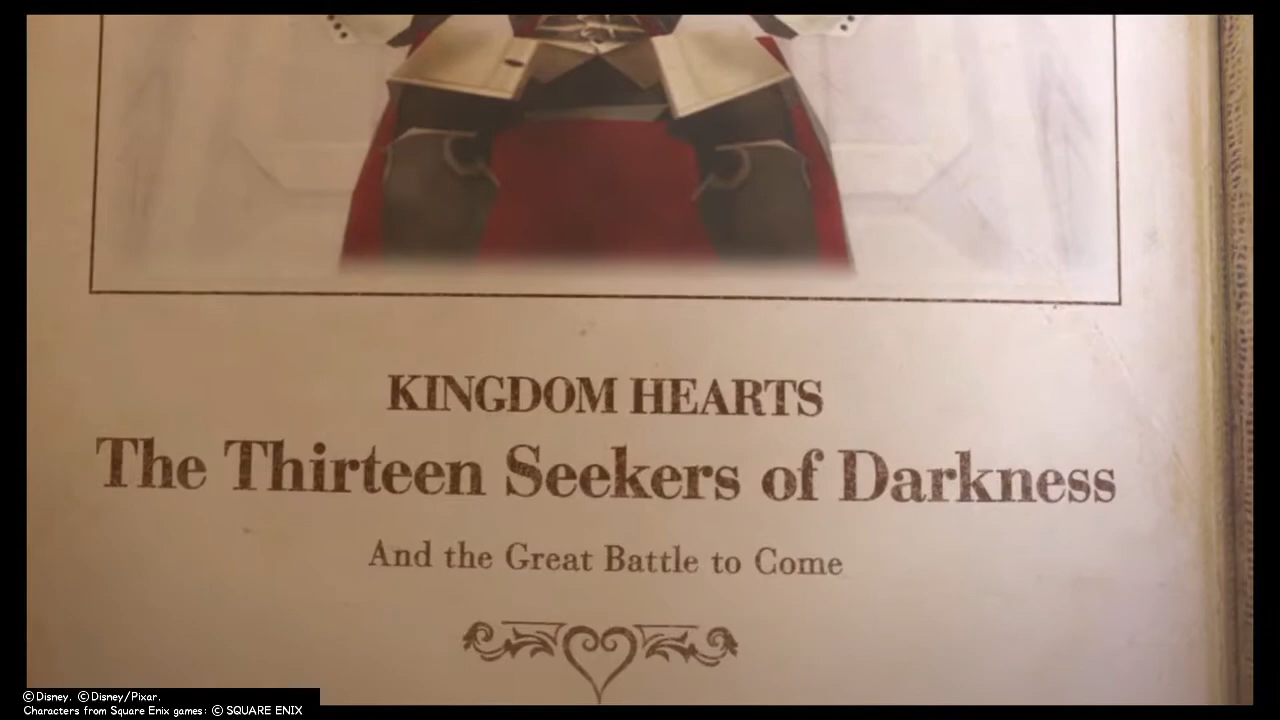 KINGDOM HEARTS
The Thirteen Seekers of Darkness
And the Great Battle to Come
©Disney. ©Disney/Pixar.
Characters from Square Enix games: © SQUARE ENIX